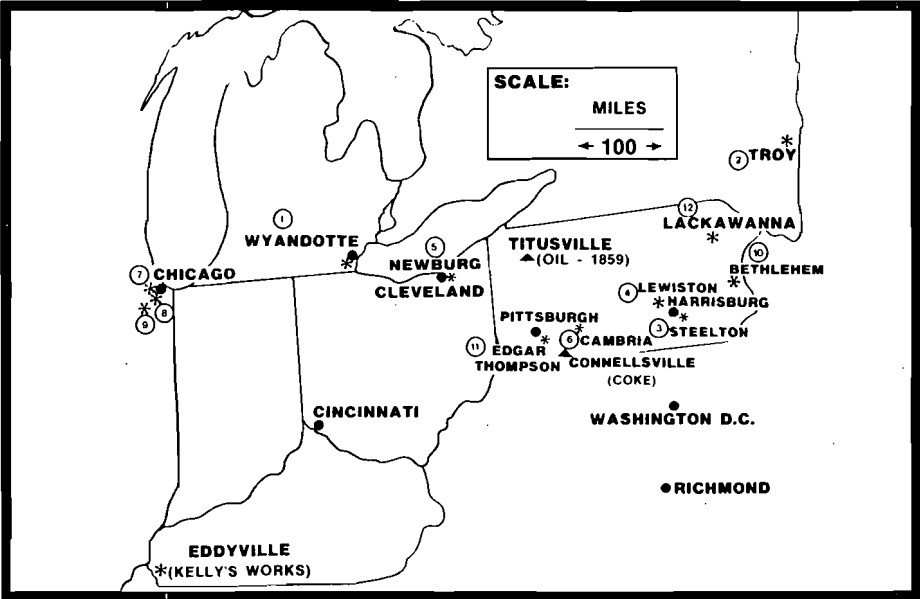 SCALE:
MILES
100
2 TROY
12
LACKAWANNA
1
WYANDOTTE
5
NEWBURG
CLEVELAND
TITUSVILLE
(OIL - 1859)
10
BETHLEHEM
7 CHICAGO
8
9
4 LEWISTON
HARRISBURG
3 STEELTON
PITTSBURGH
6 CAMBRIA
11 EDGAR
THOMPSON
CONNELLSVILLE
(COKE)
CINCINNATI
WASHINGTON D.C.
RICHMOND
EDDYVILLE
*(KELLY'S WORKS)